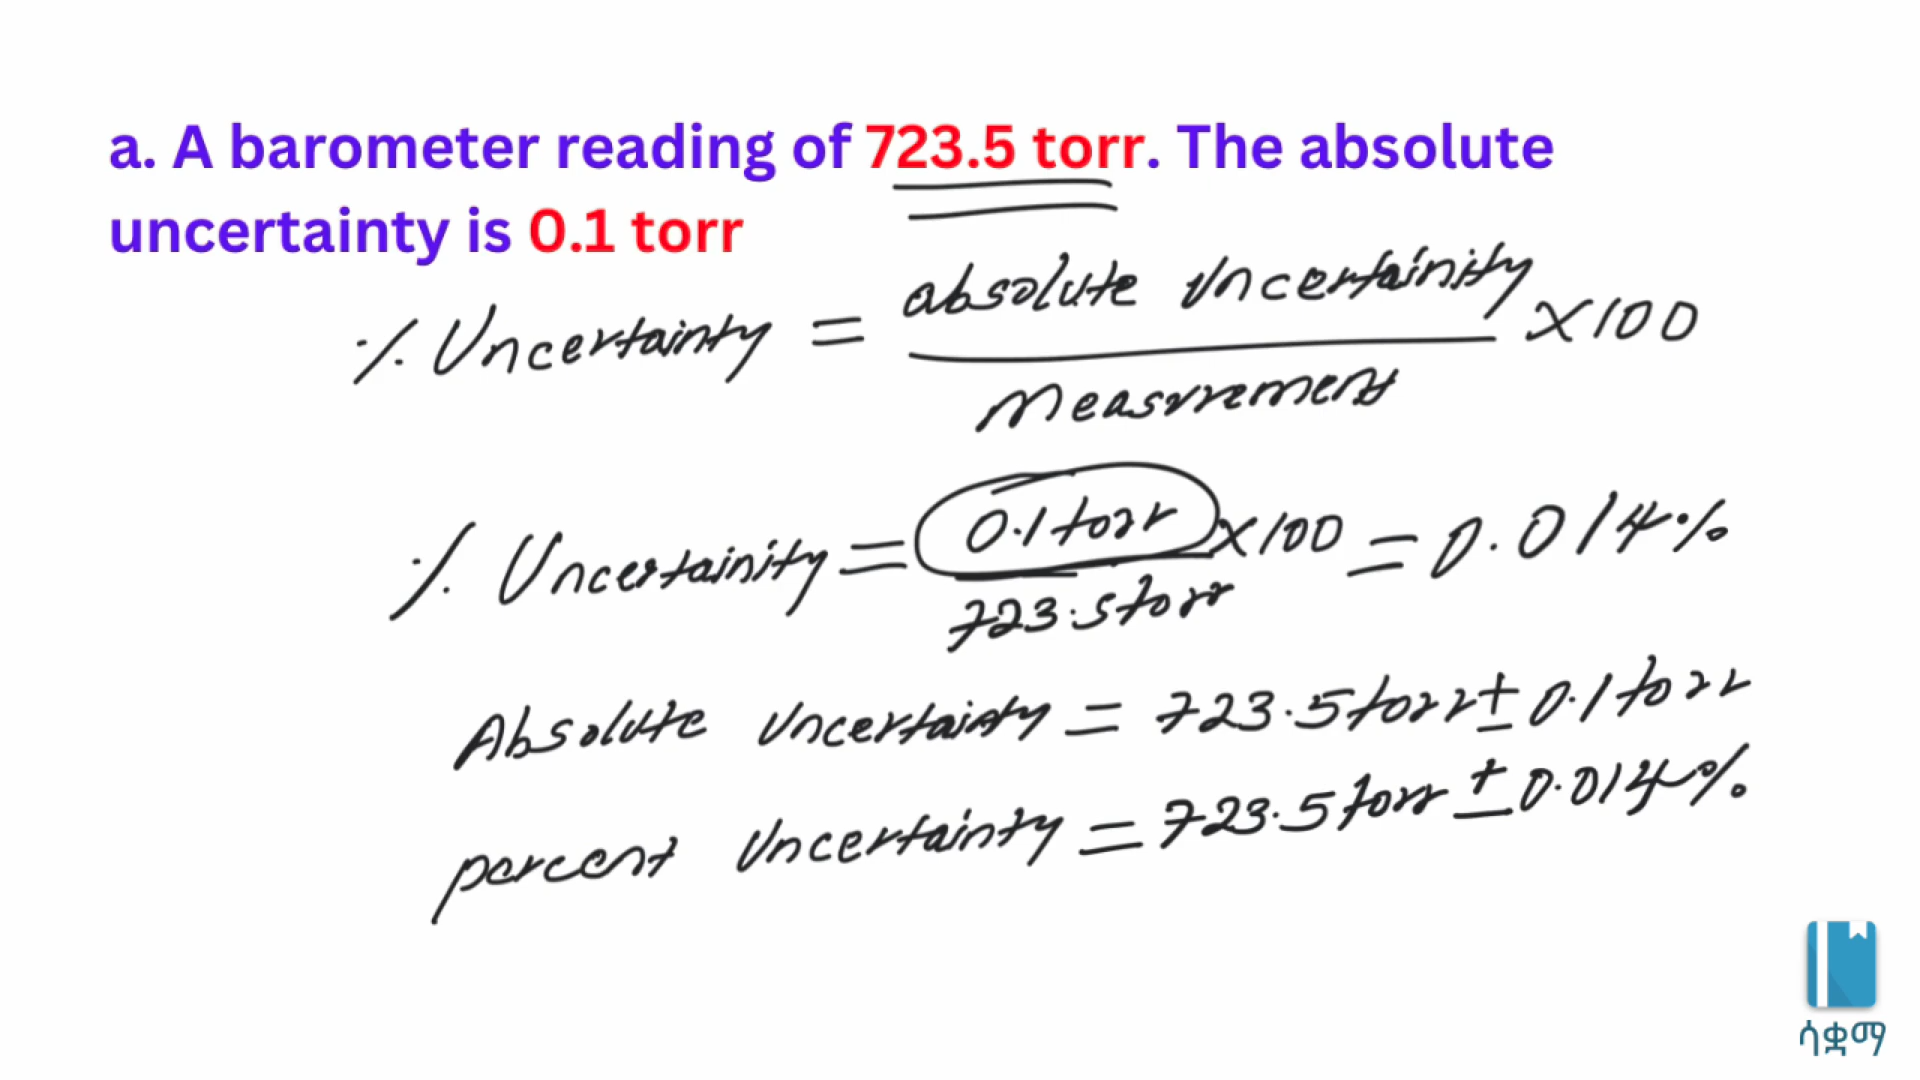 a. A barometer reading of 723.5 torr. The absolute
uncertainty is 0.1 torr
% Uncertainty = absolute Uncertainity / Measurement × 100
% Uncertainity = 0.1 torr / 723.5 torr × 100 = 0.014%
Absolute Uncertainty = 723.5 torr ± 0.1 torr
percent Uncertainty = 723.5 torr ± 0.014%
ሳቋማ